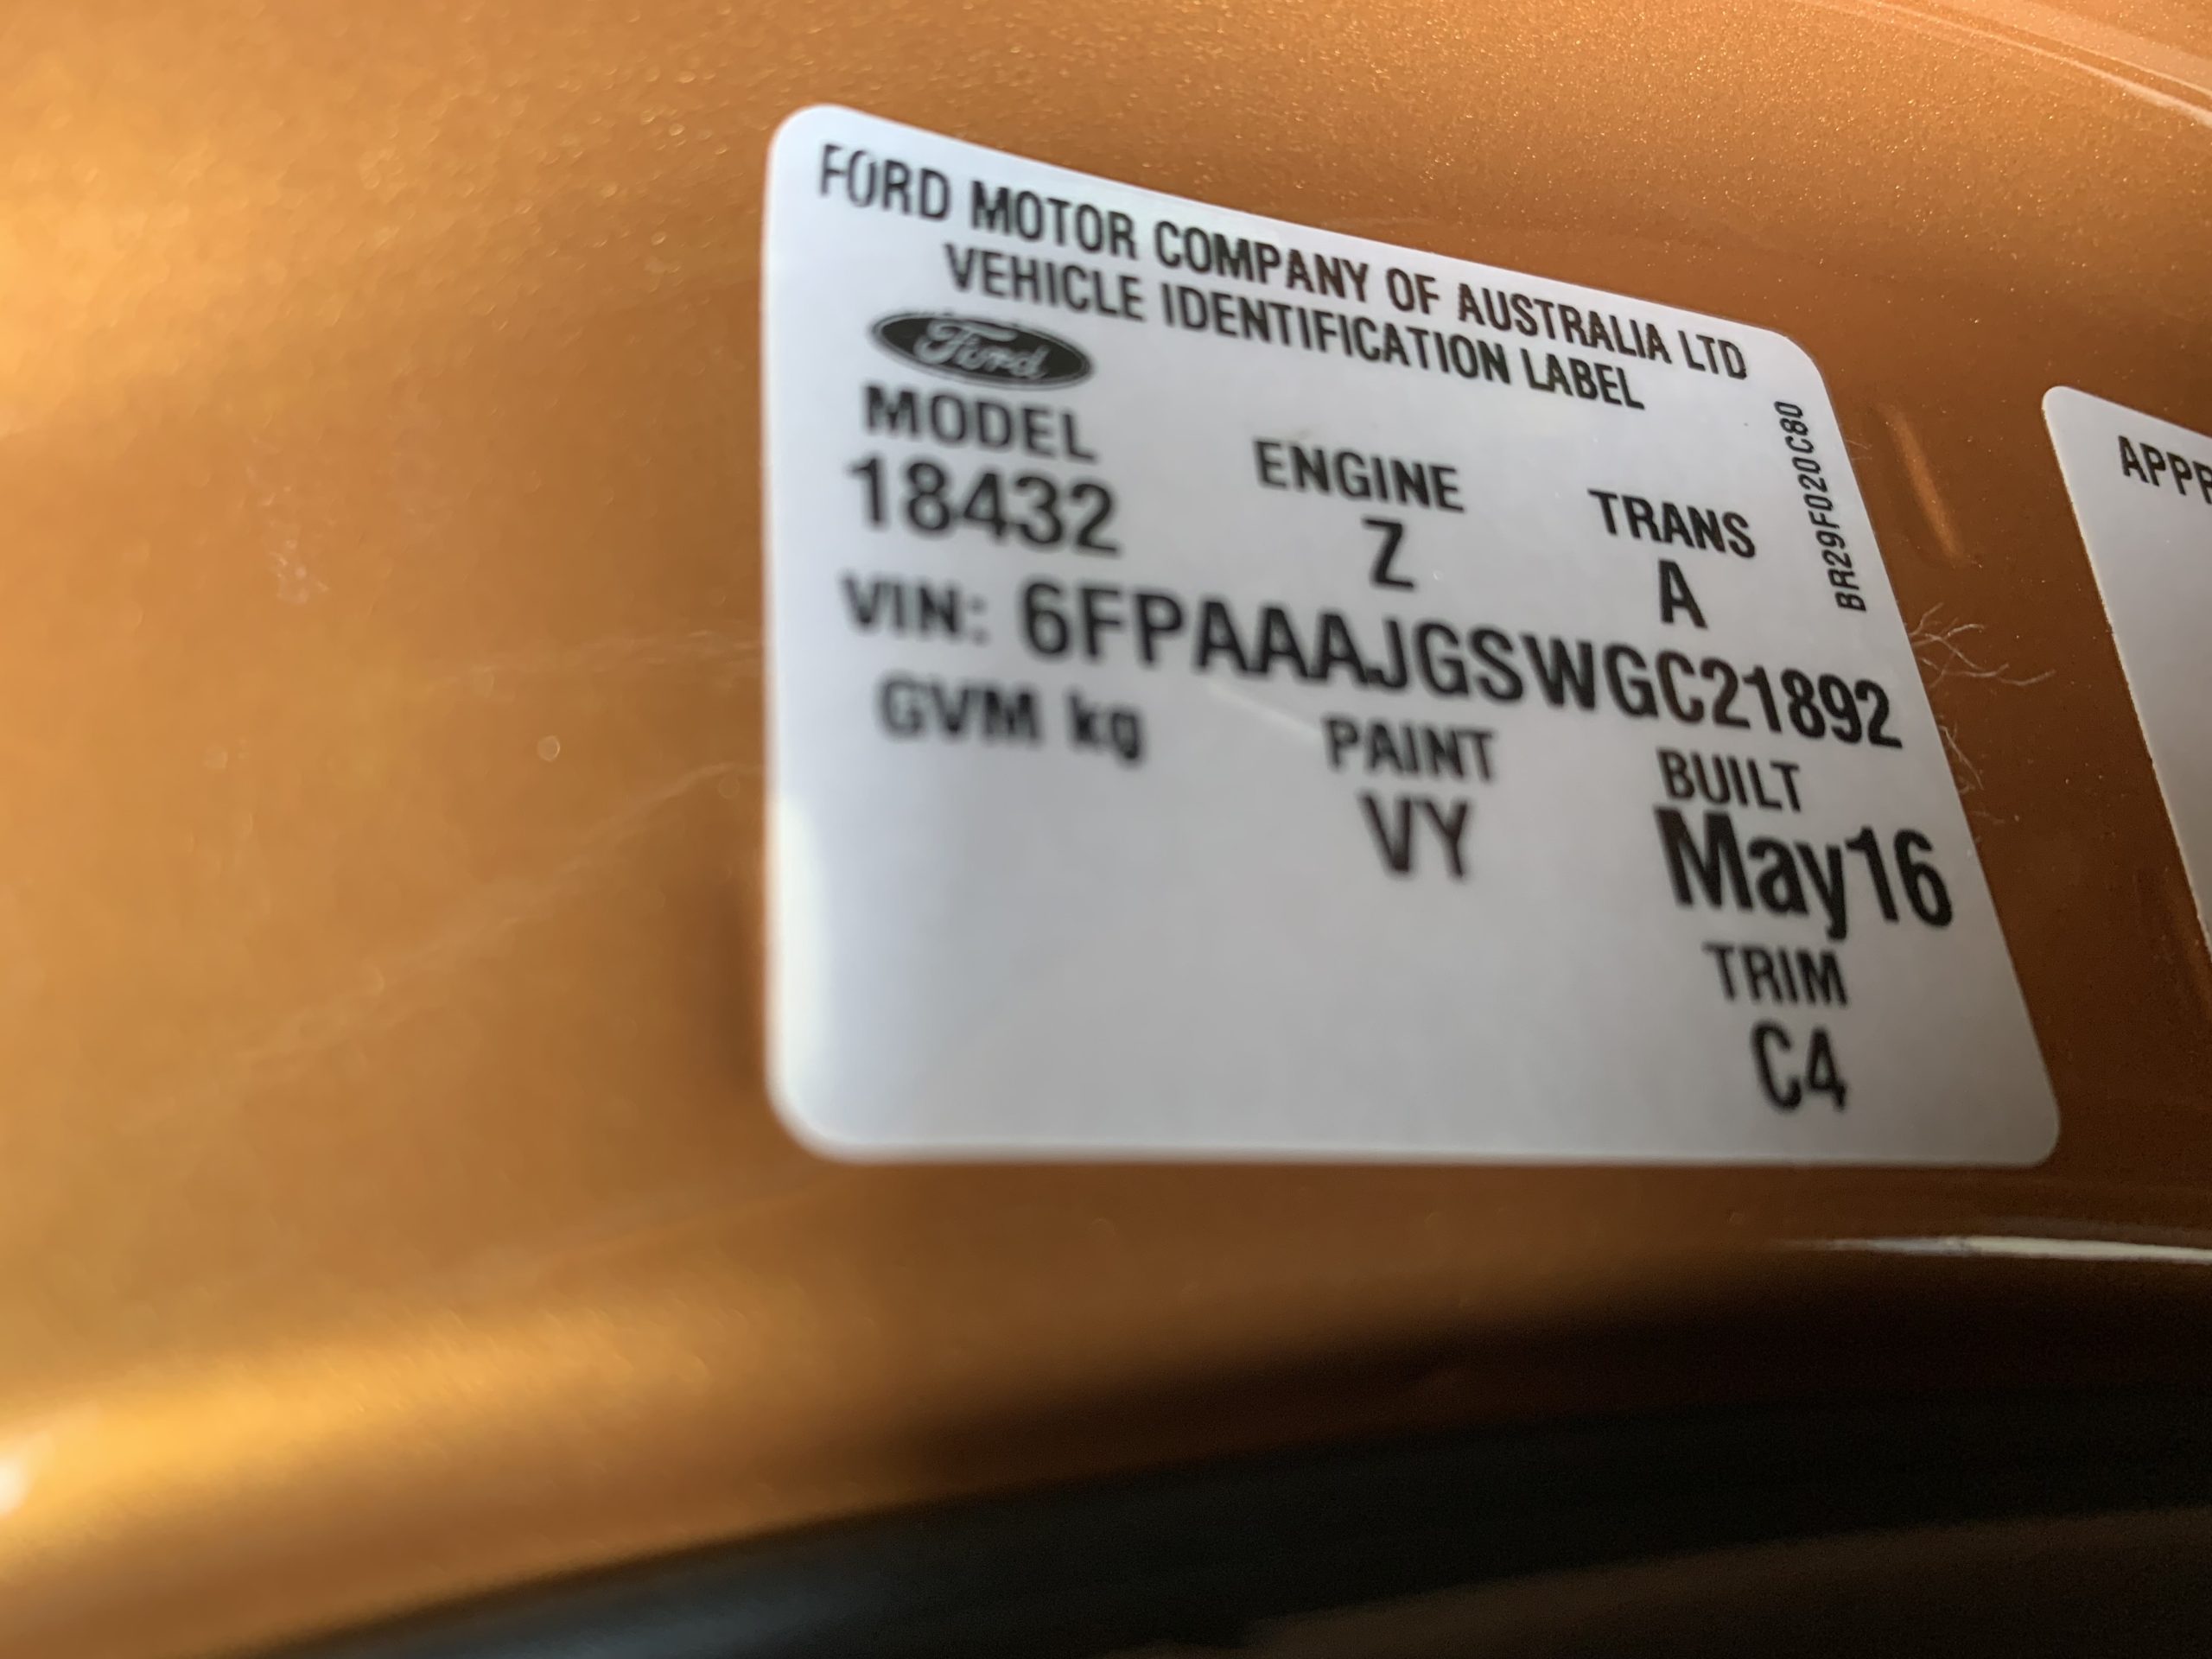 FORD MOTOR COMPANY OF AUSTRALIA LTD
VEHICLE IDENTIFICATION LABEL
Ford
MODEL ENGINE TRANS
18432 Z A
VIN: 6FPAAAJGSWGC21892
GVM kg PAINT BUILT
VY May16
TRIM
C4
BR29F020C80